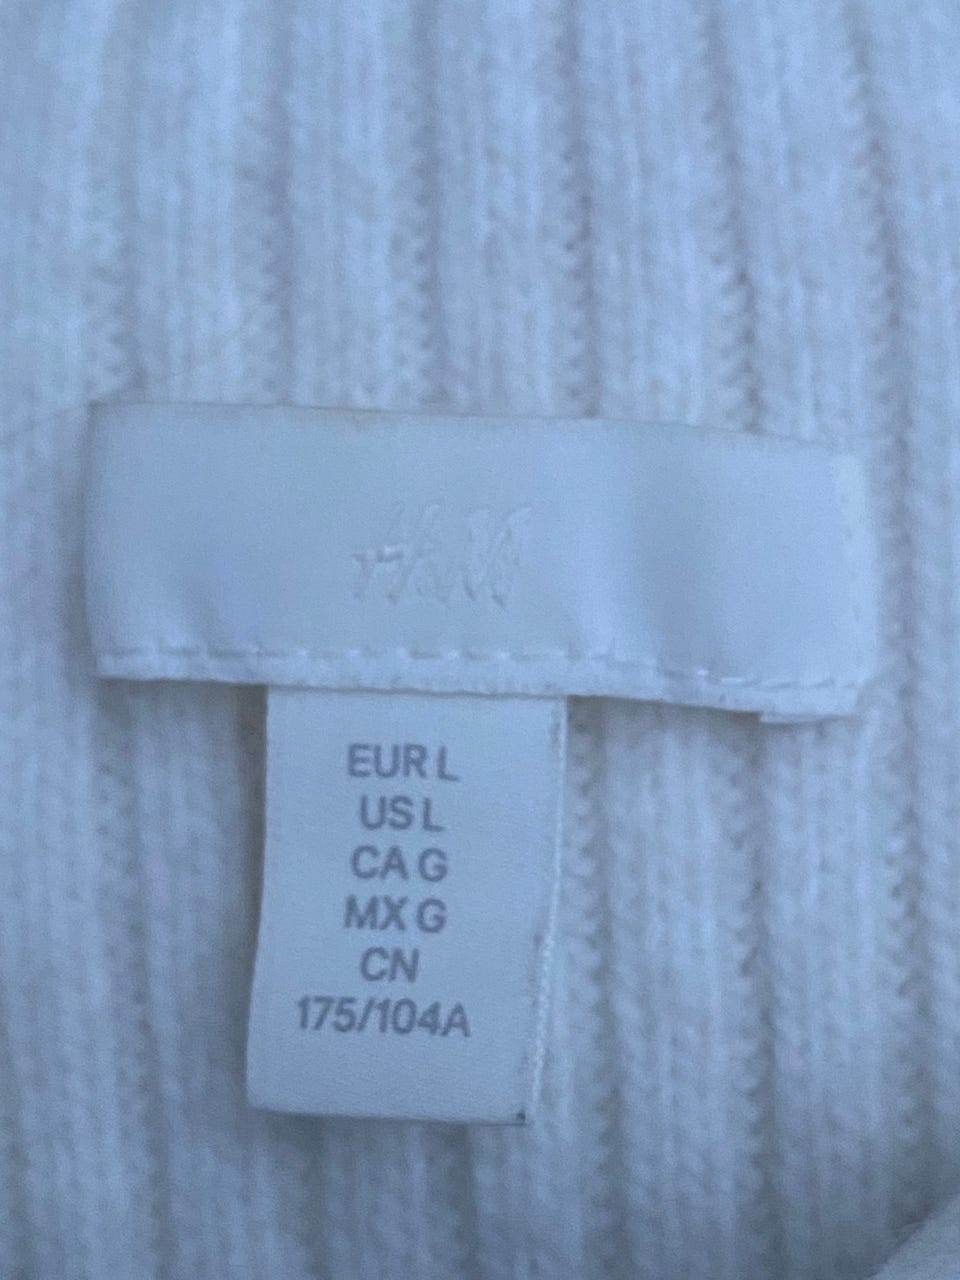 H&M
EUR L
US L
CA G
MX G
CN
175/104A